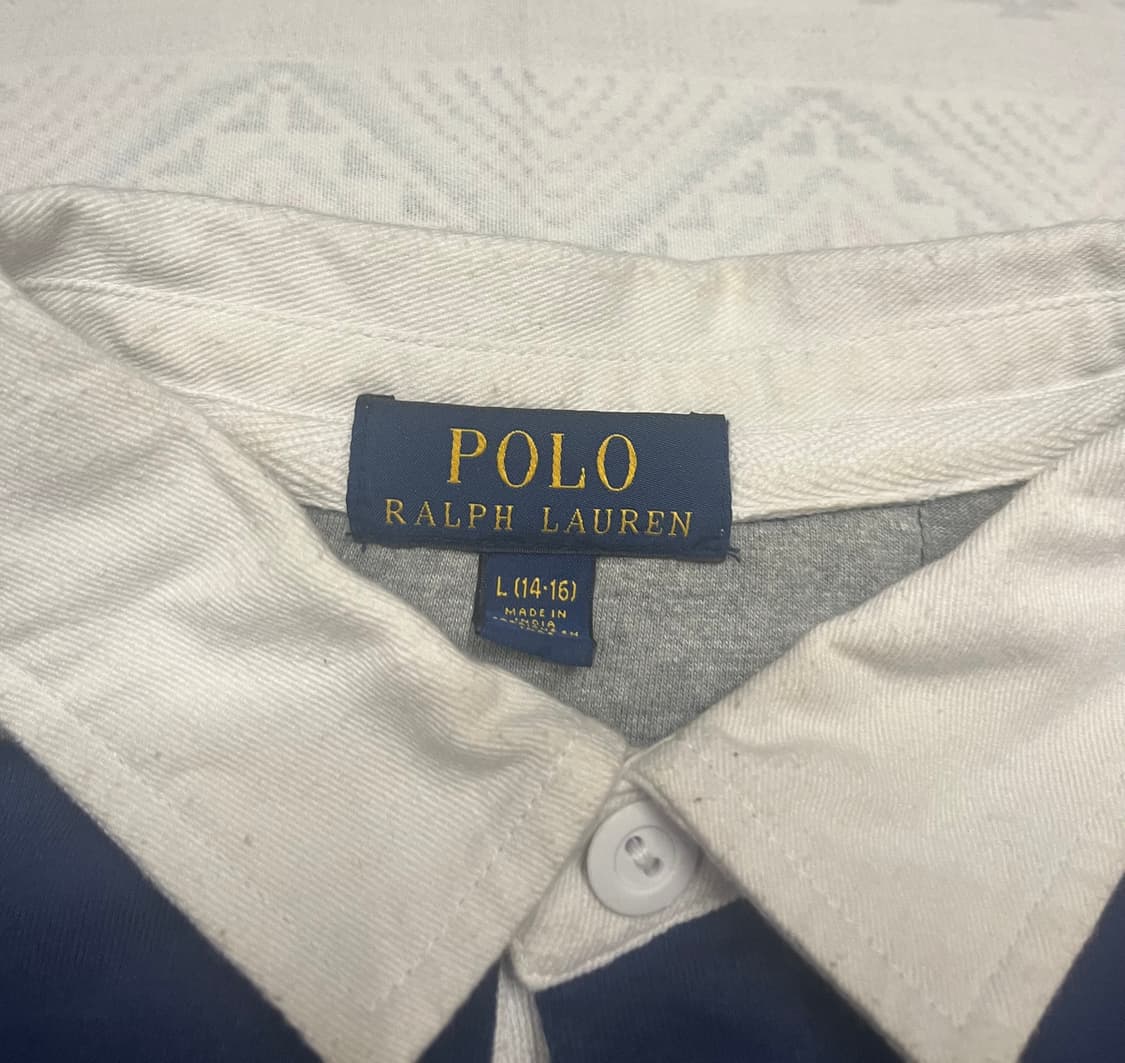 POLO
RALPH LAUREN
L (14-16)
MADE IN
INDIA